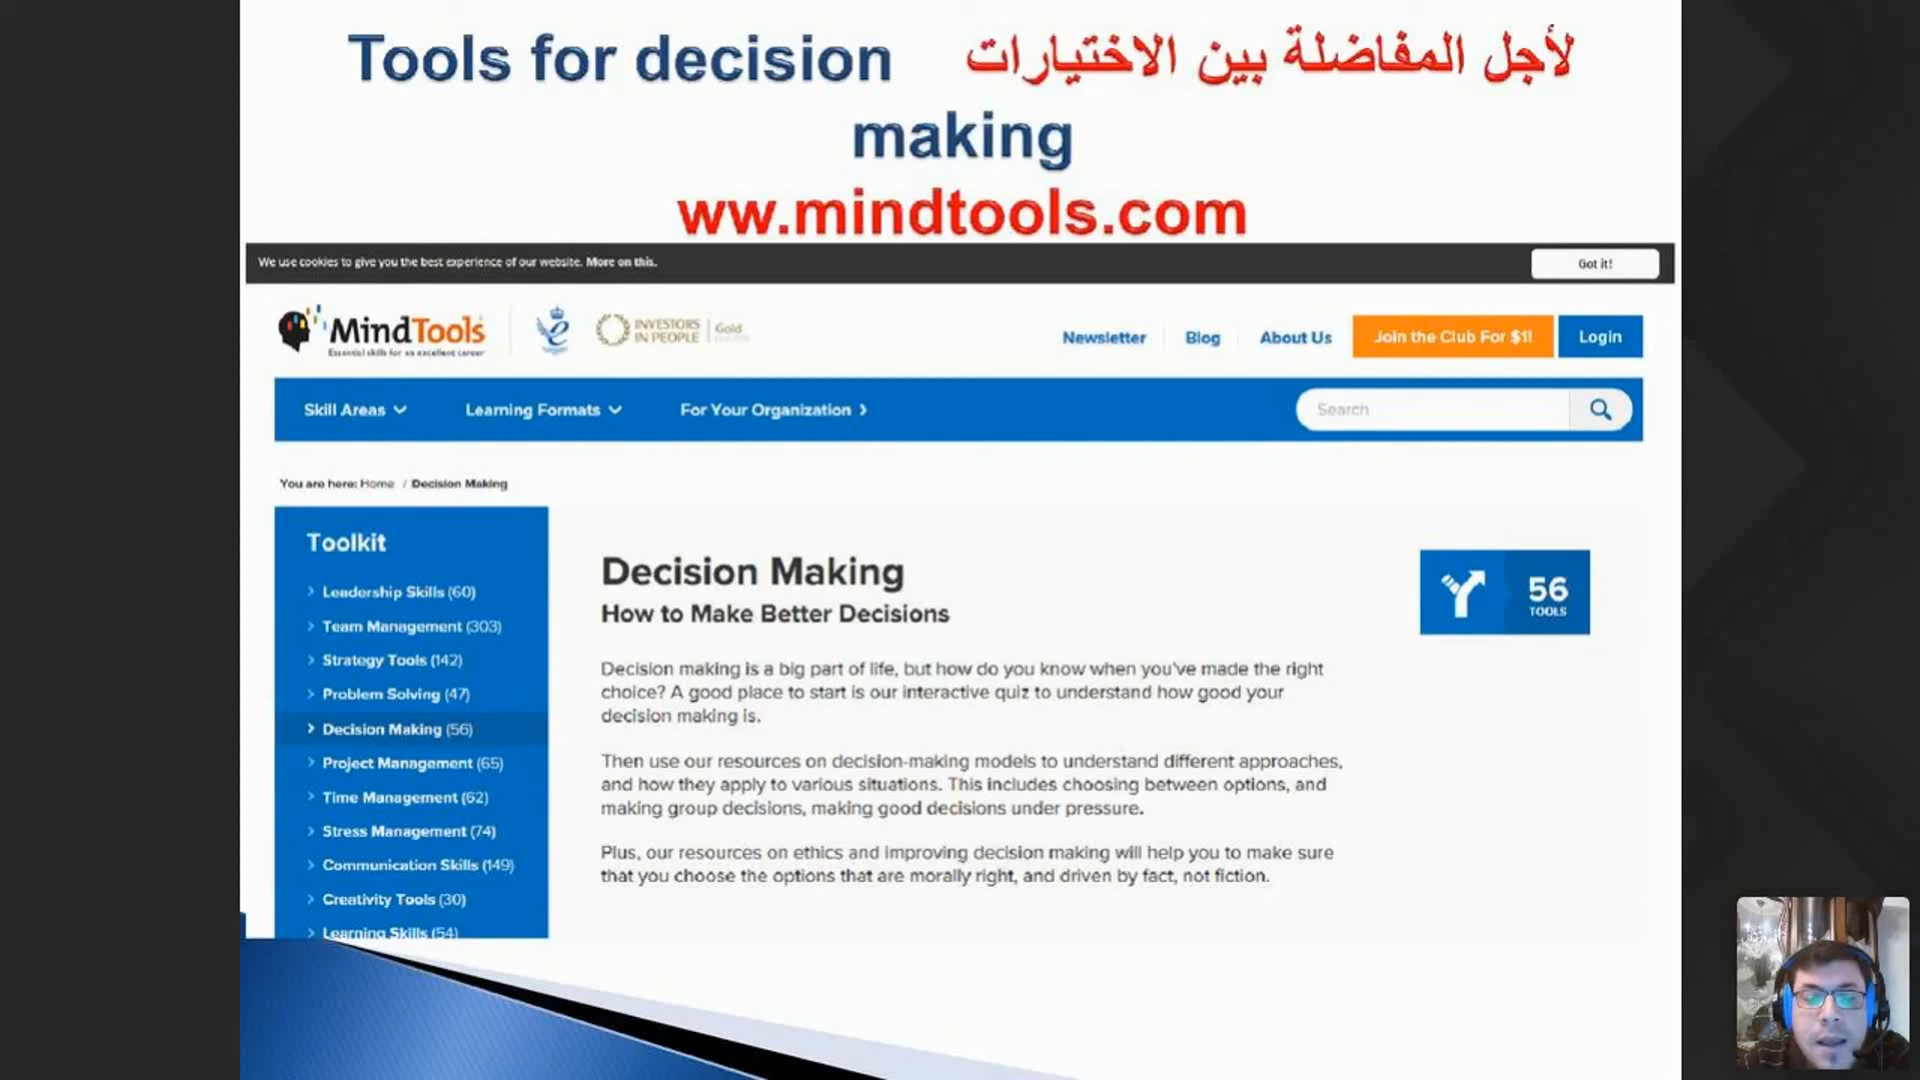 Tools for decision لأجل المفاضلة بين الاختيارات
making
ww.mindtools.com
We use cookies to give you the best experience of our website. More on this.
Got it!
MindTools
Essential skills for an excellent career
INVESTORS
IN PEOPLE
Gold
Newsletter
Blog
About Us
Join the Club For $1!
Login
Skill Areas
Learning Formats
For Your Organization
Search
You are here: Home / Decision Making
Toolkit
Leadership Skills (60)
Team Management (303)
Strategy Tools (142)
Problem Solving (47)
Decision Making (56)
Project Management (65)
Time Management (62)
Stress Management (74)
Communication Skills (149)
Creativity Tools (30)
Learning Skills (54)
Decision Making
How to Make Better Decisions
56
TOOLS
Decision making is a big part of life, but how do you know when you've made the right
choice? A good place to start is our interactive quiz to understand how good your
decision making is.
Then use our resources on decision-making models to understand different approaches,
and how they apply to various situations. This includes choosing between options, and
making group decisions, making good decisions under pressure.
Plus, our resources on ethics and improving decision making will help you to make sure
that you choose the options that are morally right, and driven by fact, not fiction.